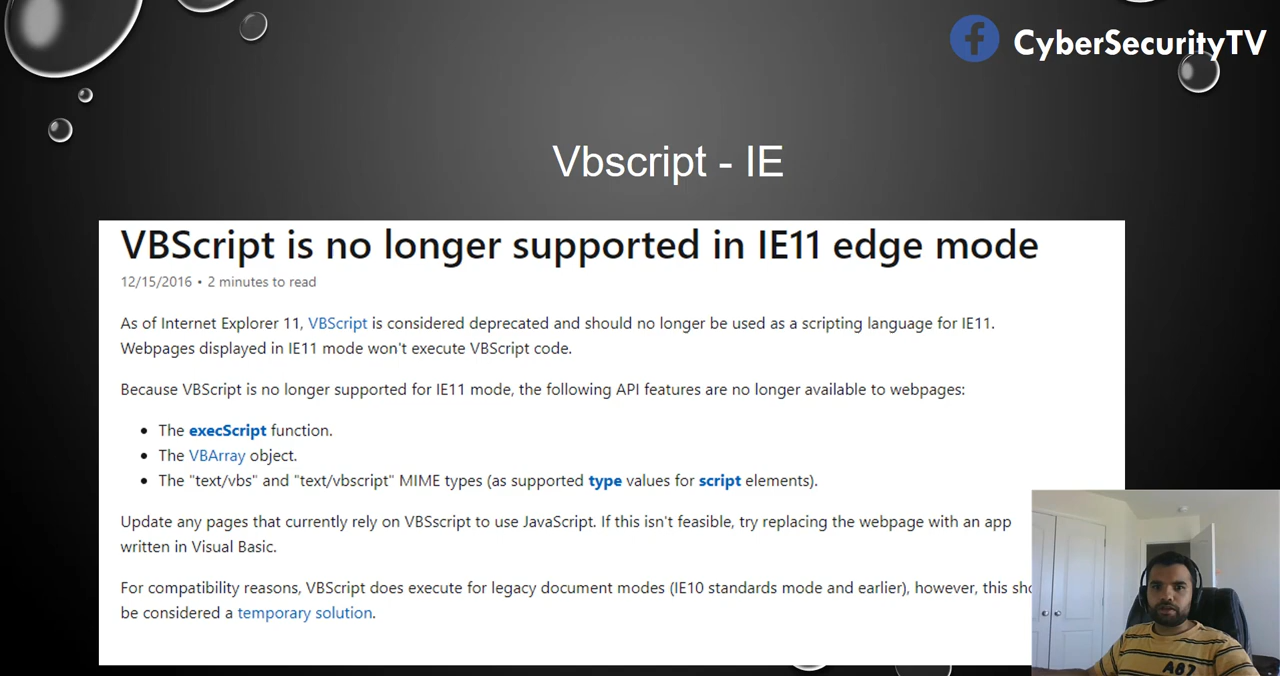 CyberSecurityTV
Vbscript - IE
VBScript is no longer supported in IE11 edge mode
12/15/2016 • 2 minutes to read
As of Internet Explorer 11, VBScript is considered deprecated and should no longer be used as a scripting language for IE11.
Webpages displayed in IE11 mode won't execute VBScript code.
Because VBScript is no longer supported for IE11 mode, the following API features are no longer available to webpages:
• The execScript function.
• The VBArray object.
• The "text/vbs" and "text/vbscript" MIME types (as supported type values for script elements).
Update any pages that currently rely on VBSscript to use JavaScript. If this isn't feasible, try replacing the webpage with an app
written in Visual Basic.
For compatibility reasons, VBScript does execute for legacy document modes (IE10 standards mode and earlier), however, this sho
be considered a temporary solution.
A87